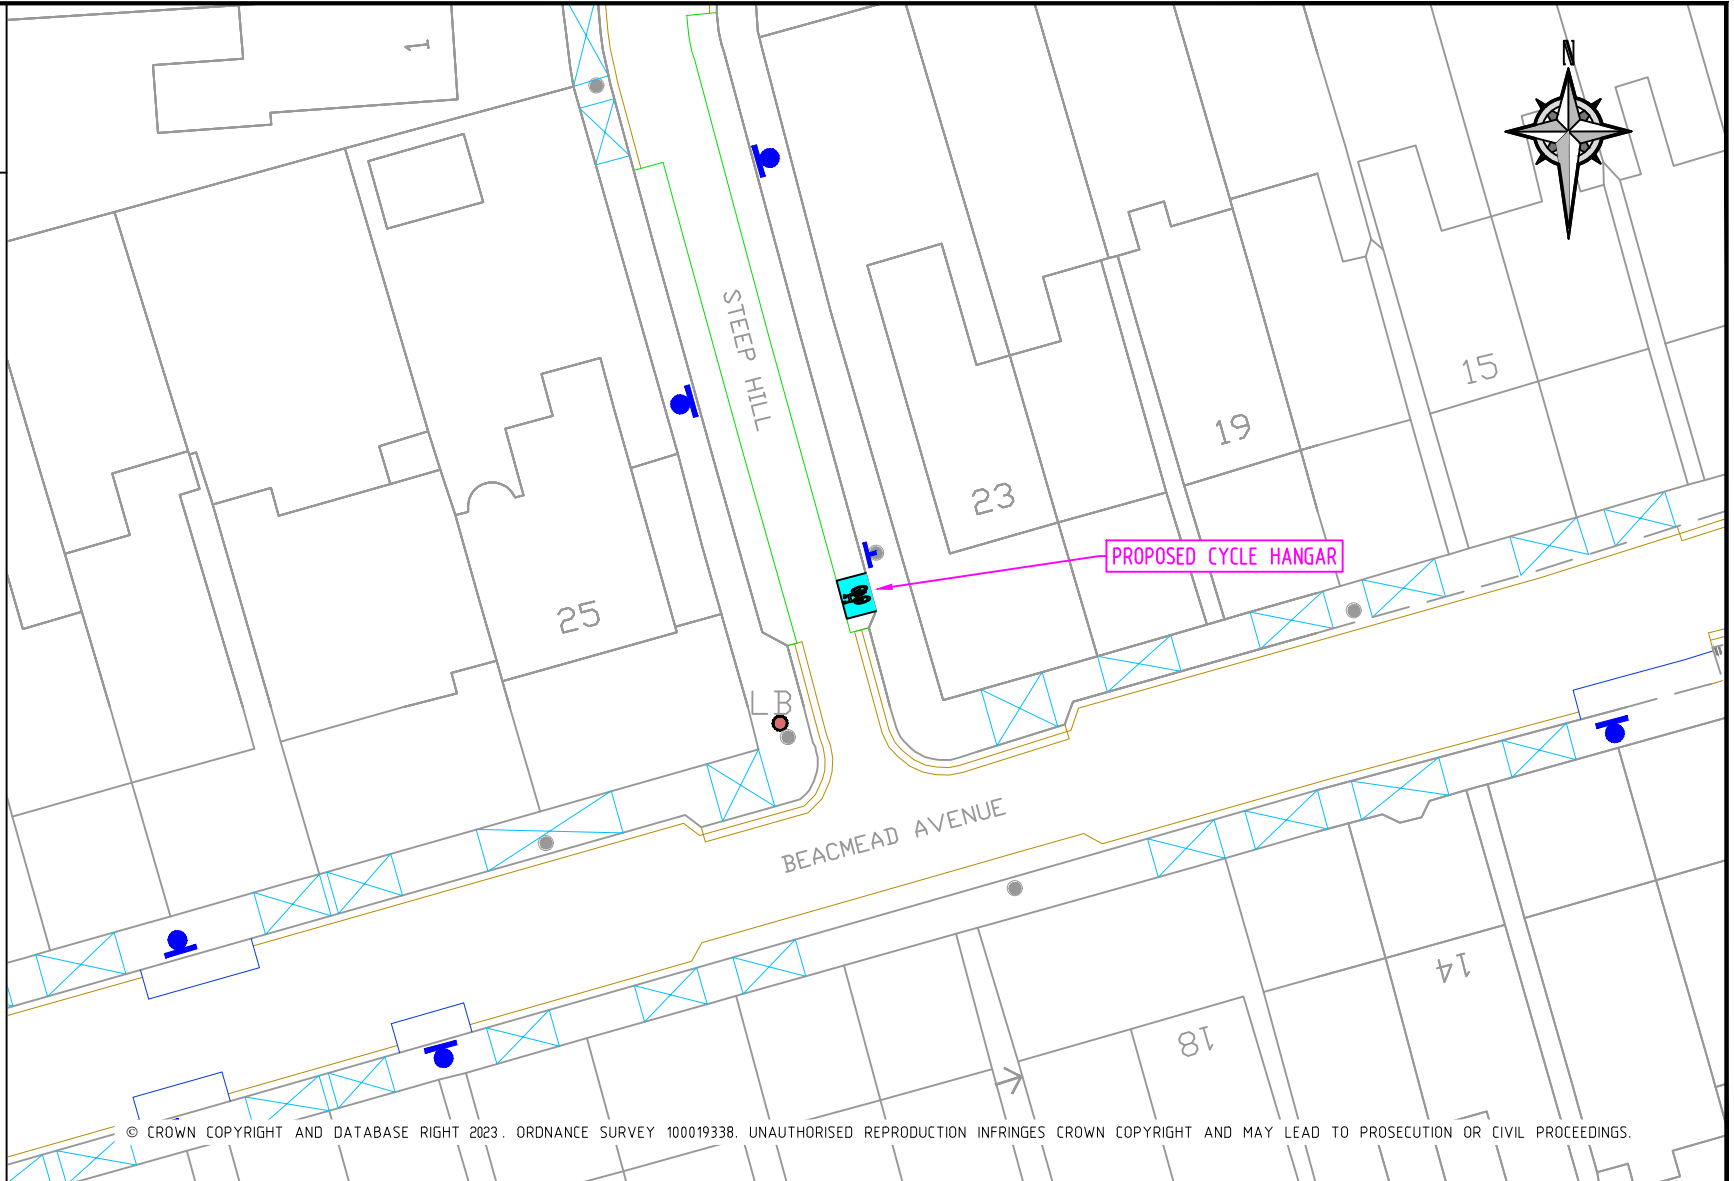 1
N
STEEP HILL
15
19
23
PROPOSED CYCLE HANGAR
25
LB
BEACMEAD AVENUE
14
18
© CROWN COPYRIGHT AND DATABASE RIGHT 2023. ORDNANCE SURVEY 100019338. UNAUTHORISED REPRODUCTION INFRINGES CROWN COPYRIGHT AND MAY LEAD TO PROSECUTION OR CIVIL PROCEEDINGS.